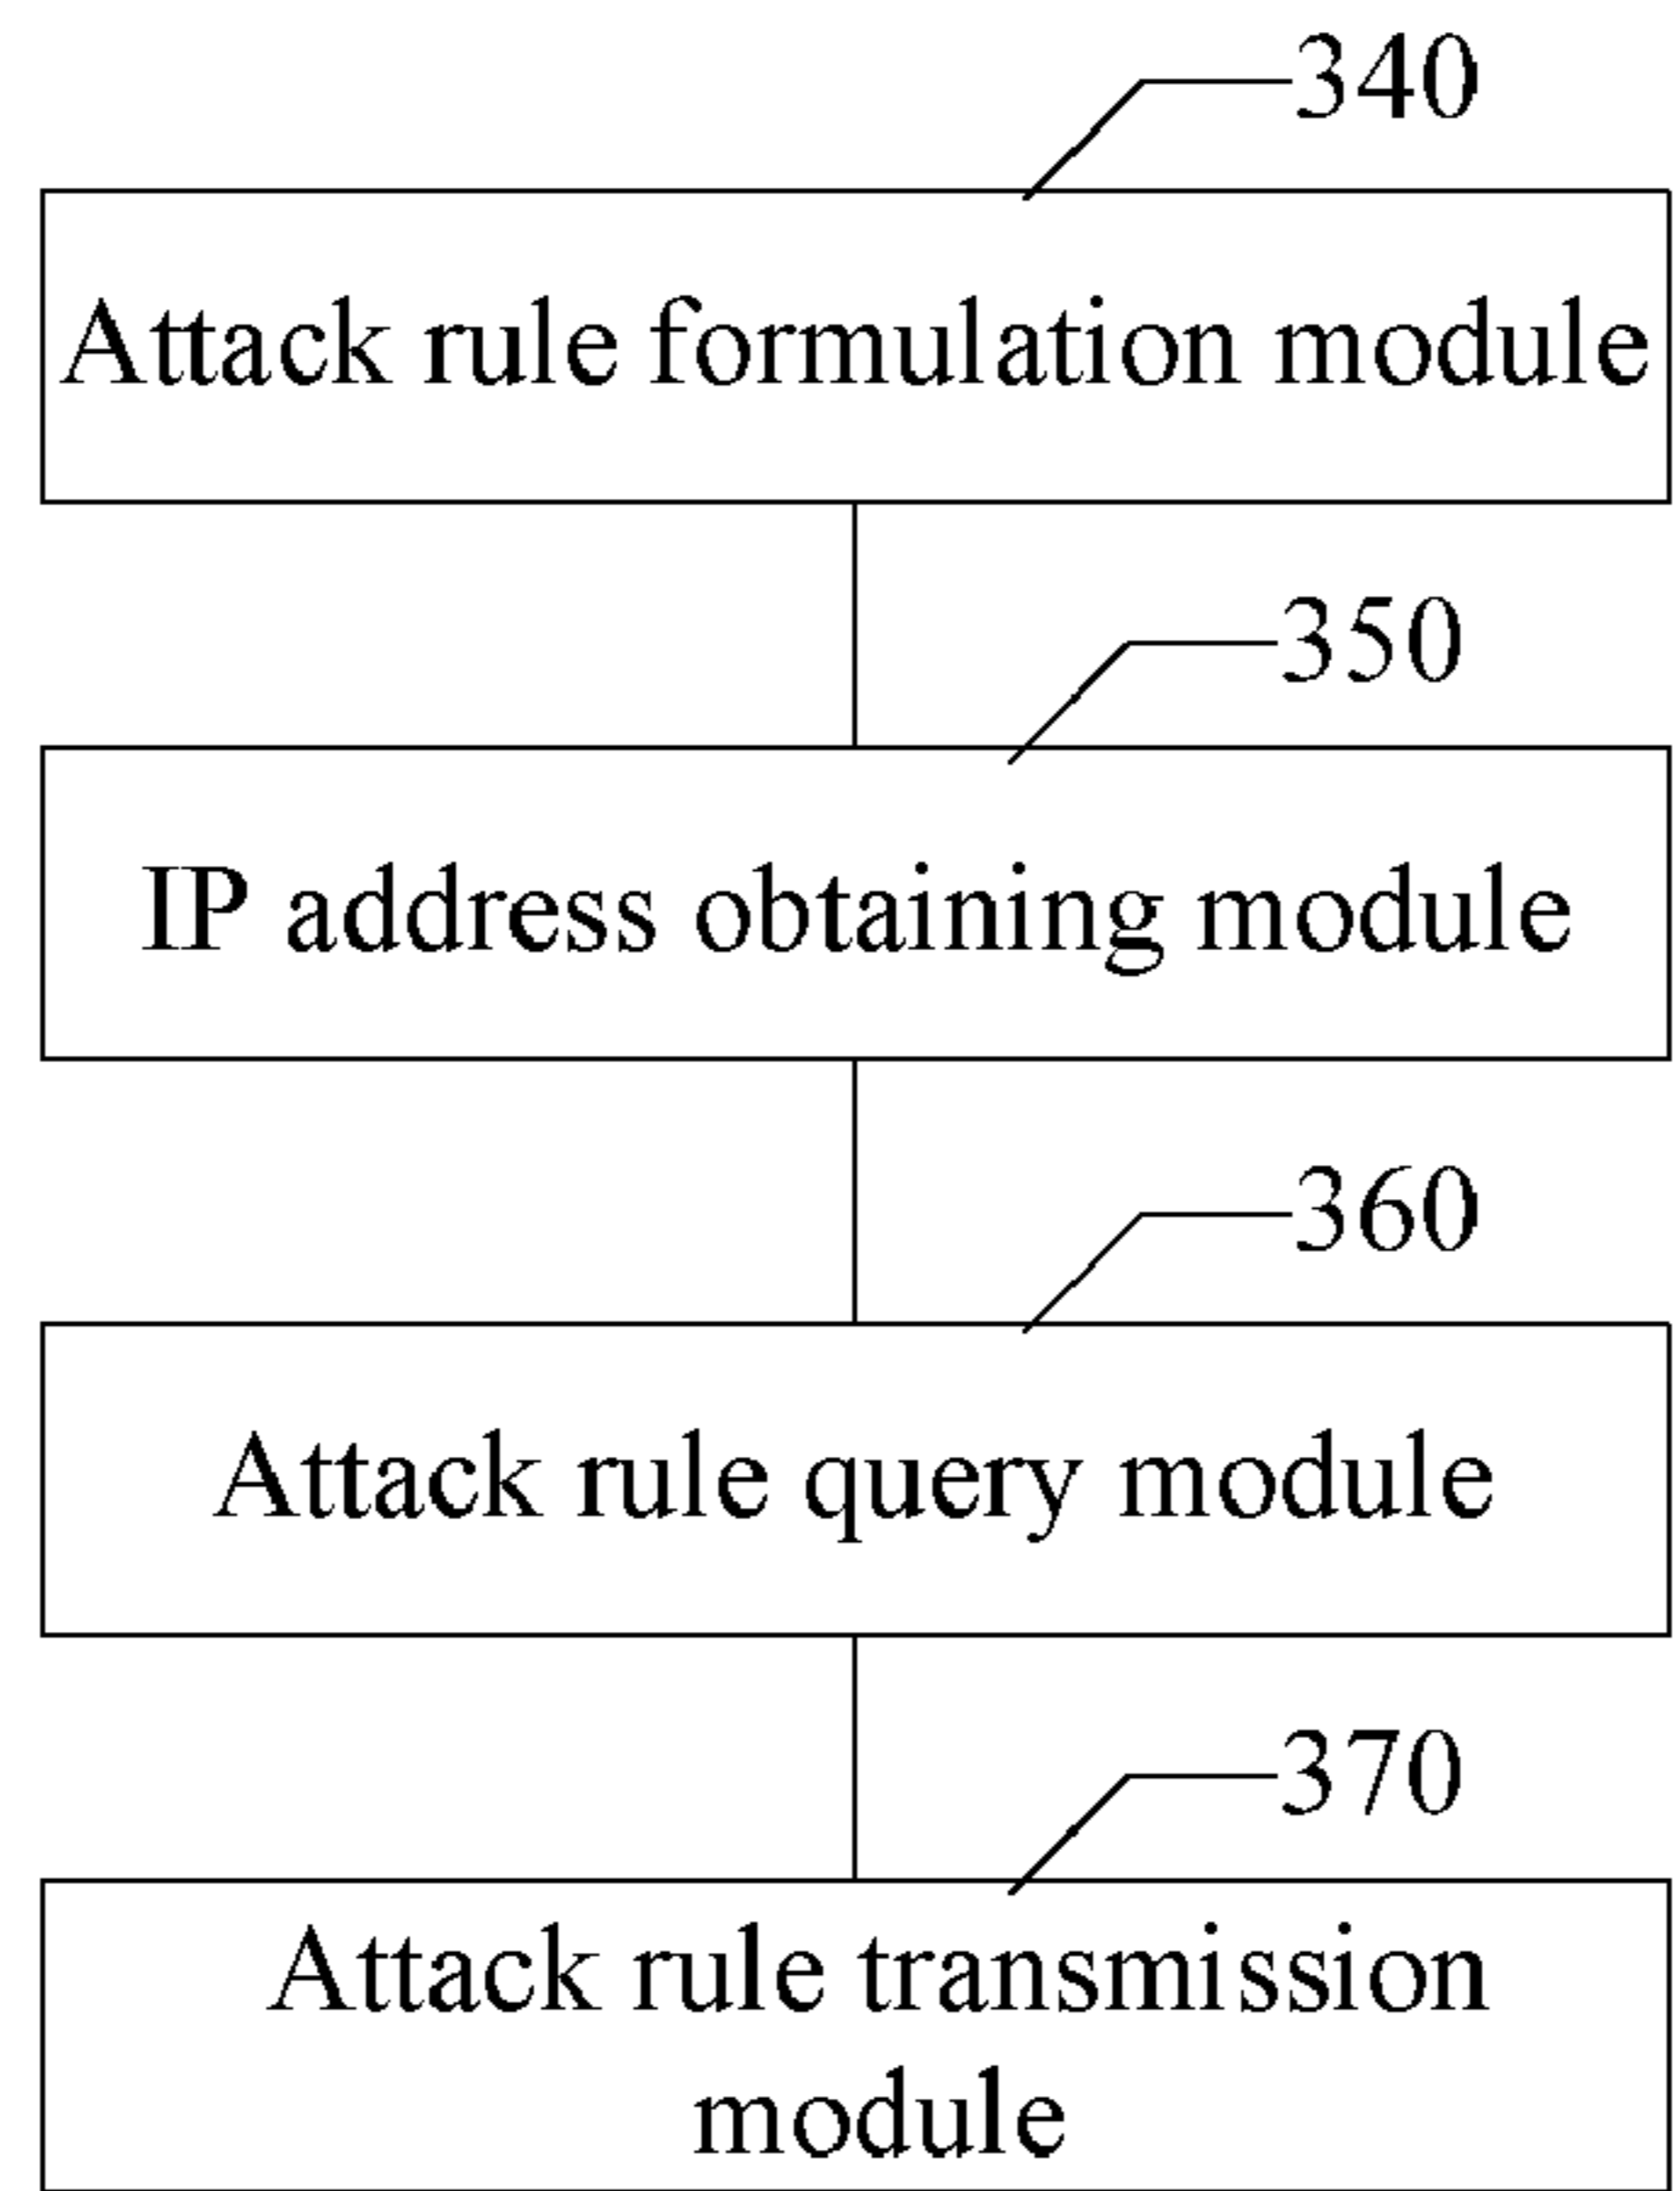 340
Attack rule formulation module
350
IP address obtaining module
360
Attack rule query module
370
Attack rule transmission
module